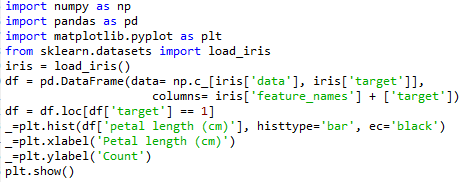 import numpy as np
import pandas as pd
import matplotlib.pyplot as plt
from sklearn.datasets import load_iris
iris = load_iris()
df = pd.DataFrame(data= np.c_[iris['data'], iris['target']],
                     columns= iris['feature_names'] + ['target'])
df = df.loc[df['target'] == 1]
_=plt.hist(df['petal length (cm)'], histtype='bar', ec='black')
_=plt.xlabel('Petal length (cm)')
_=plt.ylabel('Count')
plt.show()